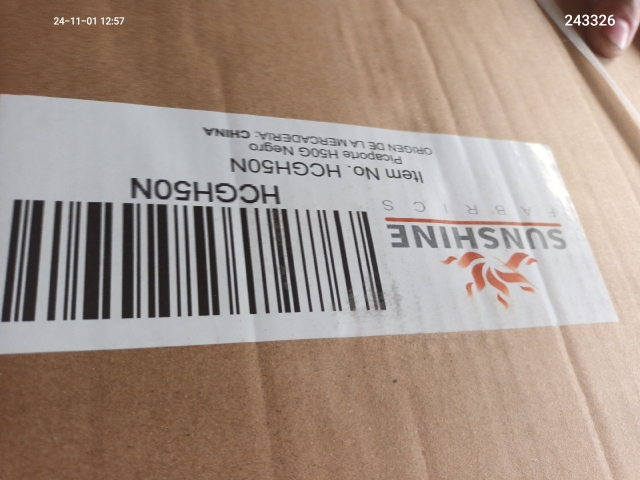 24-11-01 12:57
243326
SUNSHINE
FABRICS
HCGH50N
Item No. HCGH50N
Picaporte H50G Negro
ORIGEN DE LA MERCADERIA: CHINA